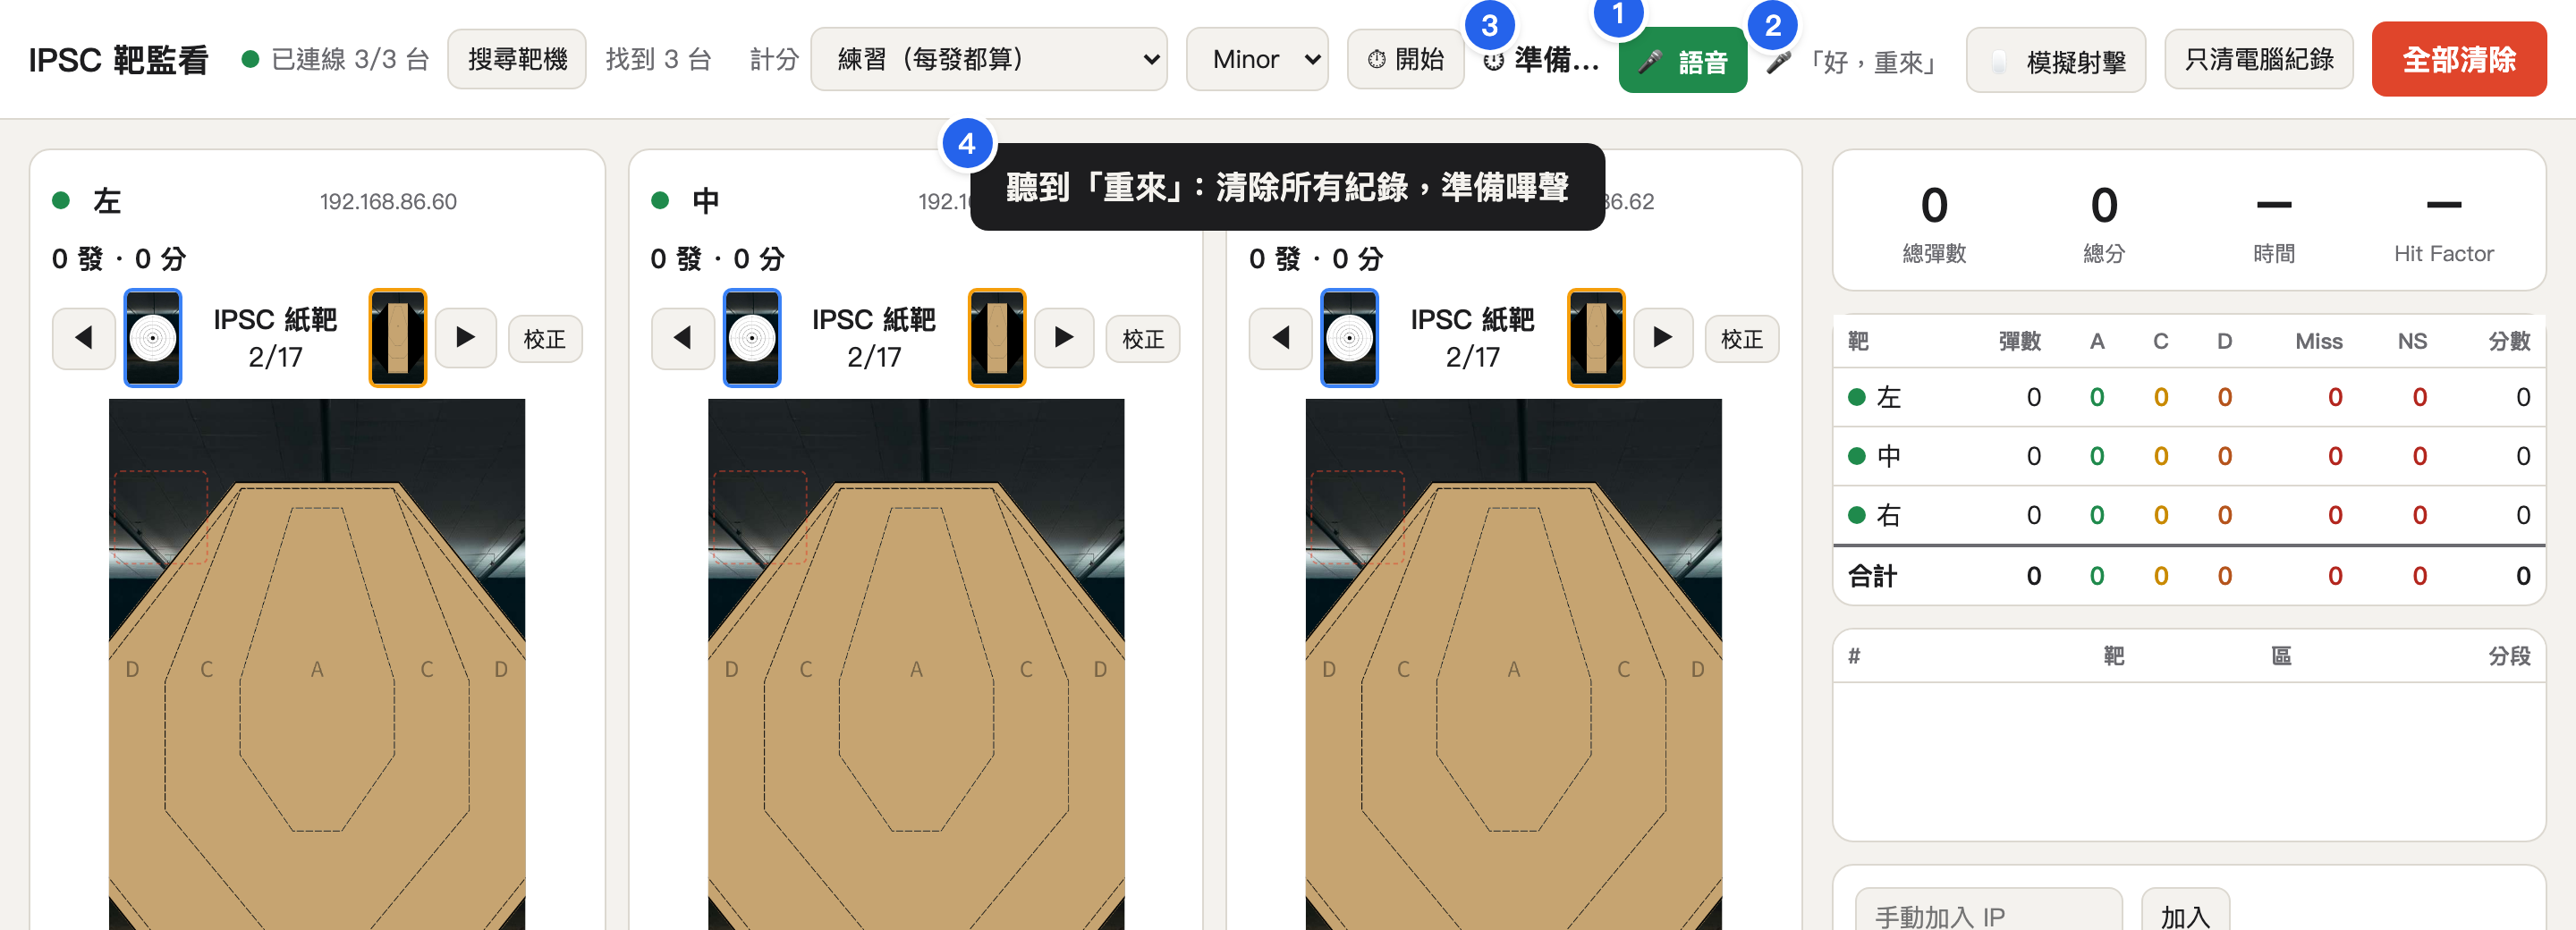 IPSC 靶監看 已連線 3/3 台 搜尋靶機 找到 3 台 計分 練習（每發都算） Minor ⏱ 開始 3 ⏱ 準備... 1 語音 2 「好，重來」 模擬射擊 只清電腦紀錄 全部清除
4 聽到「重來」：清除所有紀錄，準備嗶聲
左 192.168.86.60
0 發 · 0 分
◀ IPSC 紙靶 ▶ 校正
2/17
D C A C D
中
0 發 · 0 分
◀ IPSC 紙靶 ▶ 校正
2/17
D C A C D
0 發 · 0 分
◀ IPSC 紙靶 ▶ 校正
2/17
D C A C D
0 0 — —
總彈數 總分 時間 Hit Factor
靶 彈數 A C D Miss NS 分數
左 0 0 0 0 0 0 0
中 0 0 0 0 0 0 0
右 0 0 0 0 0 0 0
合計 0 0 0 0 0 0 0
# 靶 區 分段
手動加入 IP 加入